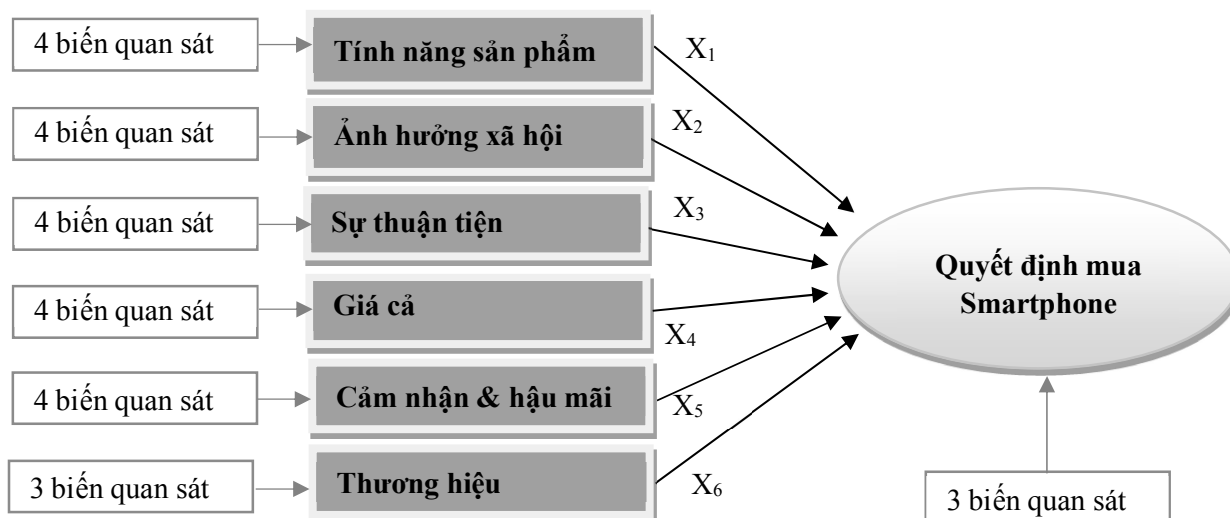 4 biến quan sát
Tính năng sản phẩm
X1
4 biến quan sát
Ảnh hưởng xã hội
X2
4 biến quan sát
Sự thuận tiện
X3
Quyết định mua
Smartphone
4 biến quan sát
Giá cả
X4
4 biến quan sát
Cảm nhận & hậu mãi
X5
3 biến quan sát
Thương hiệu
X6
3 biến quan sát